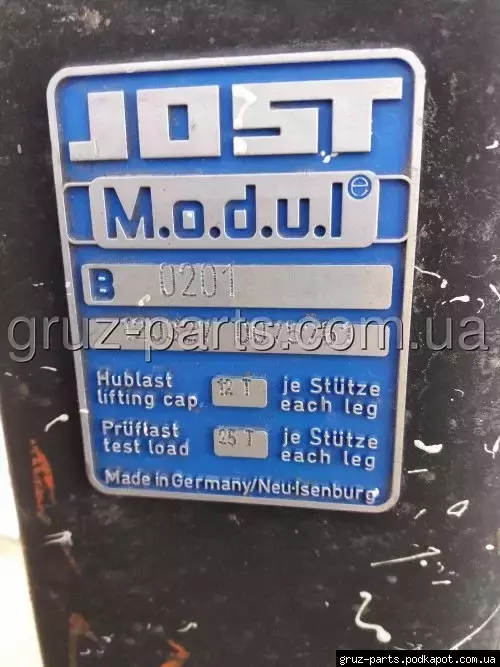 JOST
M.o.d.u.l e
B 0201
gruz-parts.com.ua
Hublast 12 T je Stütze
lifting cap. each leg
Prüflast 25 T je Stütze
test load each leg
Made in Germany/Neu-Isenburg
gruz-parts.podkapot.com.ua